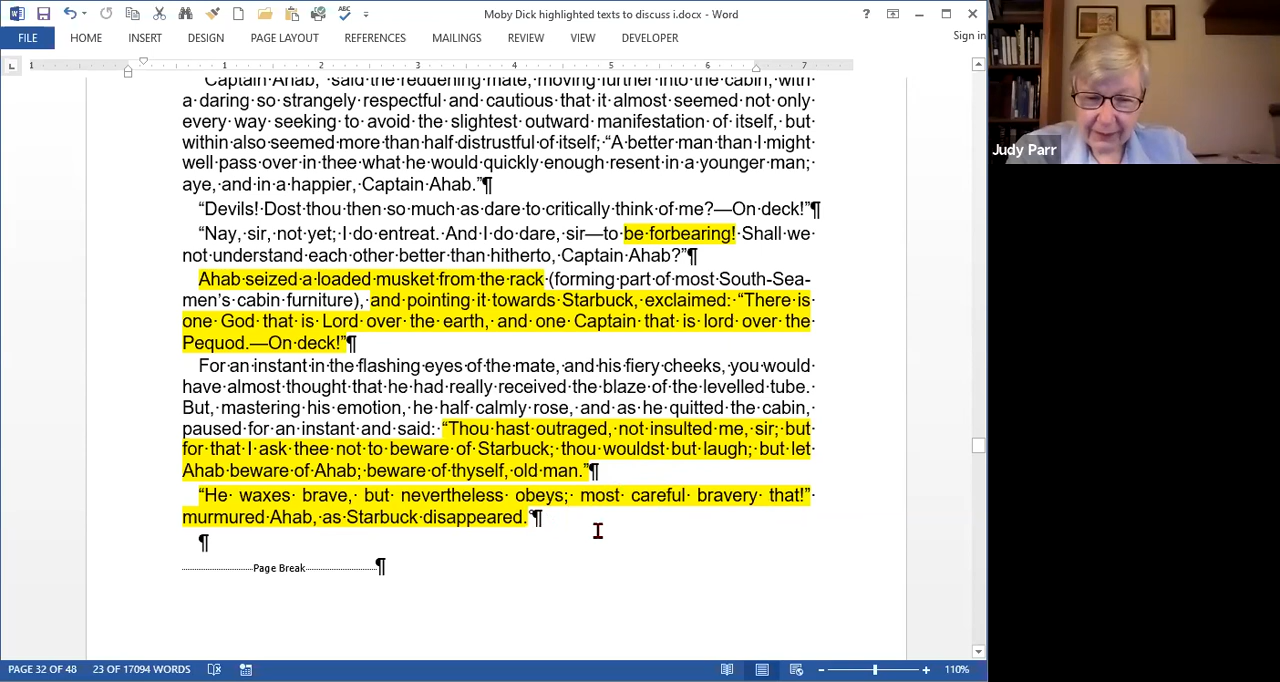 Moby Dick highlighted texts to discuss i.docx - Word
FILE HOME INSERT DESIGN PAGE LAYOUT REFERENCES MAILINGS REVIEW VIEW DEVELOPER Sign in
1 1 2 3 4 5 6 7
"Captain Ahab," said the reddening mate, moving further into the cabin, with
a daring so strangely respectful and cautious that it almost seemed not only
every way seeking to avoid the slightest outward manifestation of itself, but
within also seemed more than half distrustful of itself; “A better man than I might
well pass over in thee what he would quickly enough resent in a younger man;
aye, and in a happier, Captain Ahab.”¶
“Devils! Dost thou then so much as dare to critically think of me?—On deck!”¶
“Nay, sir, not yet; I do entreat. And I do dare, sir—to be forbearing! Shall we
not understand each other better than hitherto, Captain Ahab?”¶
Ahab seized a loaded musket from the rack (forming part of most South-Sea-
men’s cabin furniture), and pointing it towards Starbuck, exclaimed: “There is
one God that is Lord over the earth, and one Captain that is lord over the
Pequod.—On deck!”¶
For an instant in the flashing eyes of the mate, and his fiery cheeks, you would
have almost thought that he had really received the blaze of the levelled tube.
But, mastering his emotion, he half calmly rose, and as he quitted the cabin,
paused for an instant and said: “Thou hast outraged, not insulted me, sir; but
for that I ask thee not to beware of Starbuck; thou wouldst but laugh; but let
Ahab beware of Ahab; beware of thyself, old man.”¶
“He waxes brave, but nevertheless obeys; most careful bravery that!”
murmured Ahab, as Starbuck disappeared.¶
¶
Page Break ¶
PAGE 32 OF 48 23 OF 17094 WORDS 110%
Judy Parr